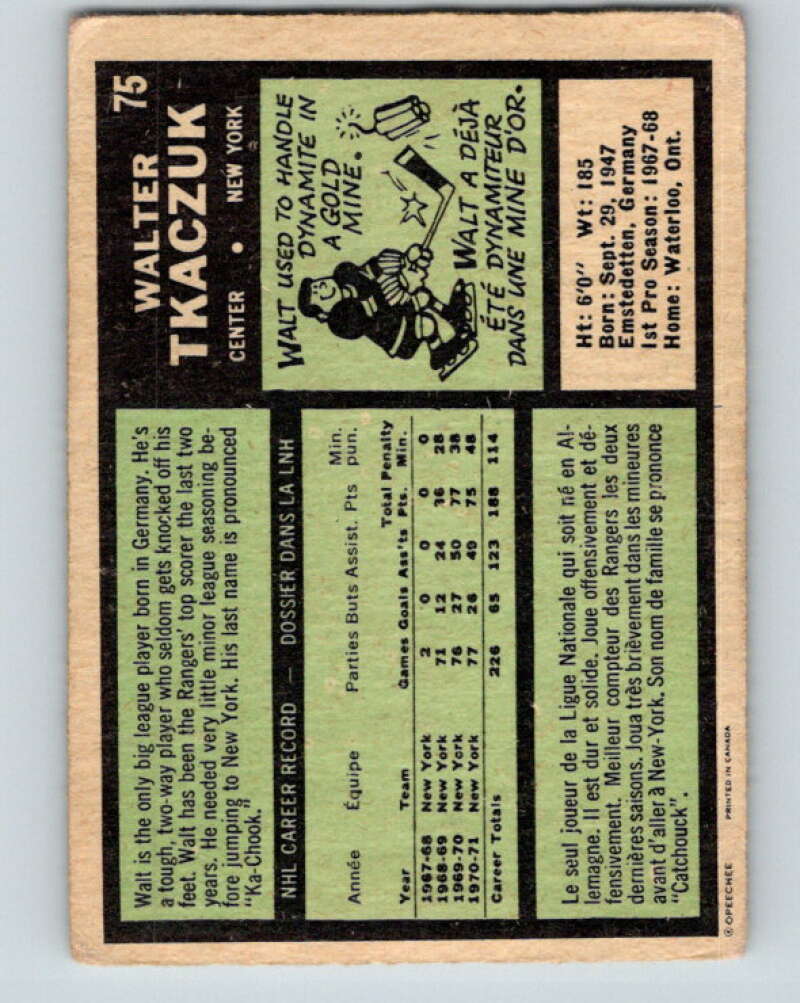 75
WALTER
TKACZUK
CENTER • NEW YORK
WALT USED TO HANDLE
DYNAMITE IN
A GOLD
MINE.
WALT A DÉJÀ
ÉTÉ DYNAMITEUR
DANS UNE MINE D'OR.
Ht: 6'0" Wt: 185
Born: Sept. 29, 1947
Emstedetten, Germany
1st Pro Season: 1967-68
Home: Waterloo, Ont.
Walt is the only big league player born in Germany. He's
a tough, two-way player who seldom gets knocked off his
feet. Walt has been the Rangers' top scorer the last two
years. He needed very little minor league seasoning be-
fore jumping to New York. His last name is pronounced
"Ka-Chook."
NHL CAREER RECORD — DOSSIER DANS LA LNH
Année Équipe Parties Buts Assist. Pts Min. pun.
Year Team Games Goals Ass'ts Total Pts. Penalty Min.
1967-68 New York 2 0 0 0 0
1968-69 New York 71 12 24 36 28
1969-70 New York 76 27 50 77 38
1970-71 New York 77 26 49 75 48
Career Totals 226 65 123 188 114
Le seul joueur de la Ligue Nationale qui soit né en Al-
lemagne. Il est dur et solide. Joue offensivement et dé-
fensivement. Meilleur compteur des Rangers les deux
dernières saisons. Joua très brièvement dans les mineures
avant d'aller à New-York. Son nom de famille se prononce
"Catchouck".
© OPEECHEE PRINTED IN CANADA